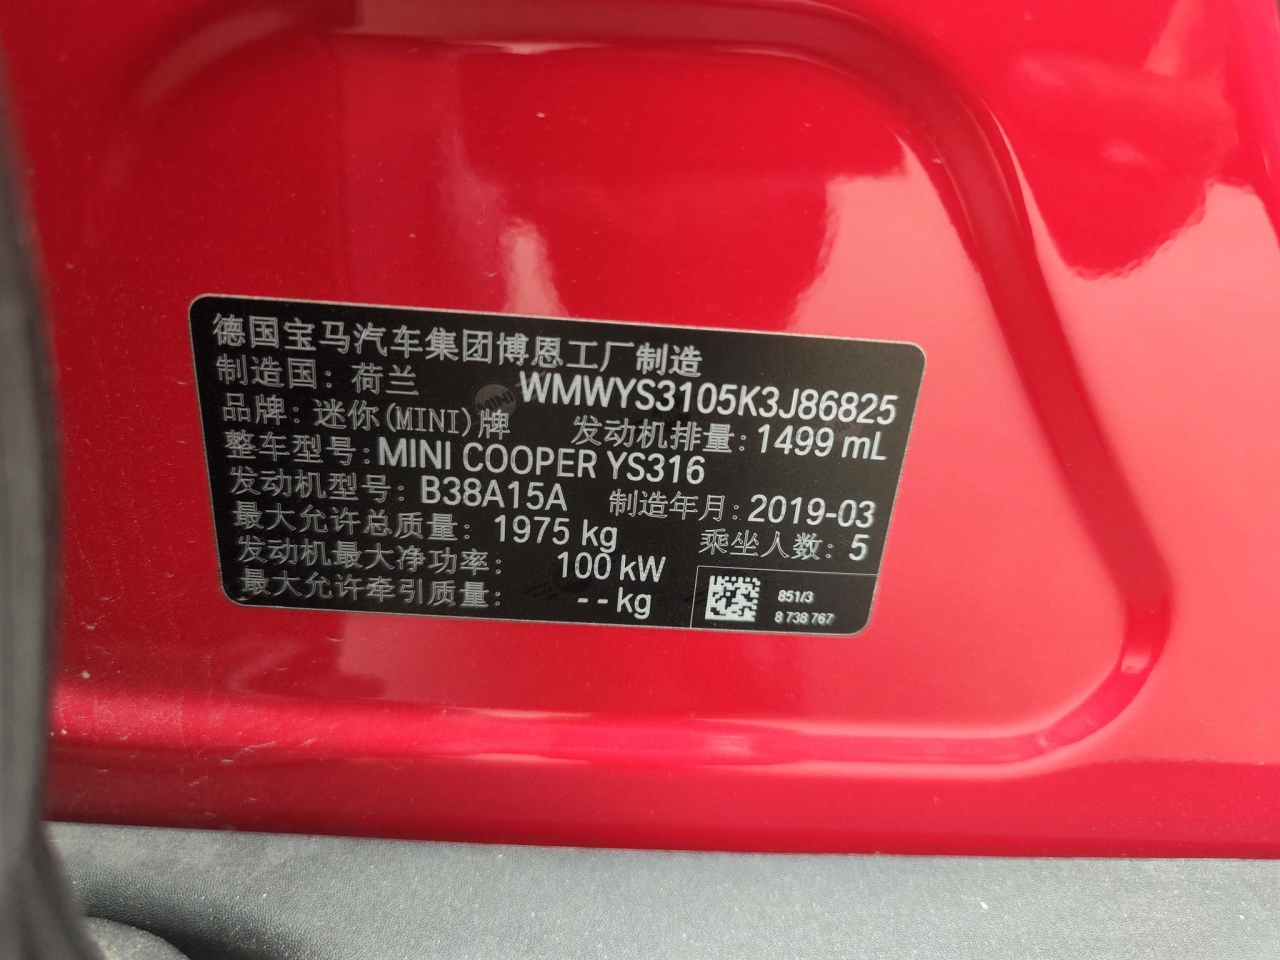 德国宝马汽车集团博恩工厂制造
制造国: 荷兰 WMWYS3105K3J86825
品牌: 迷你(MINI)牌 发动机排量: 1499 mL
整车型号: MINI COOPER YS316
发动机型号: B38A15A 制造年月: 2019-03
最大允许总质量: 1975 kg 乘坐人数: 5
发动机最大净功率: 100 kW
最大允许牵引质量: - - kg
851/3
8 738 767